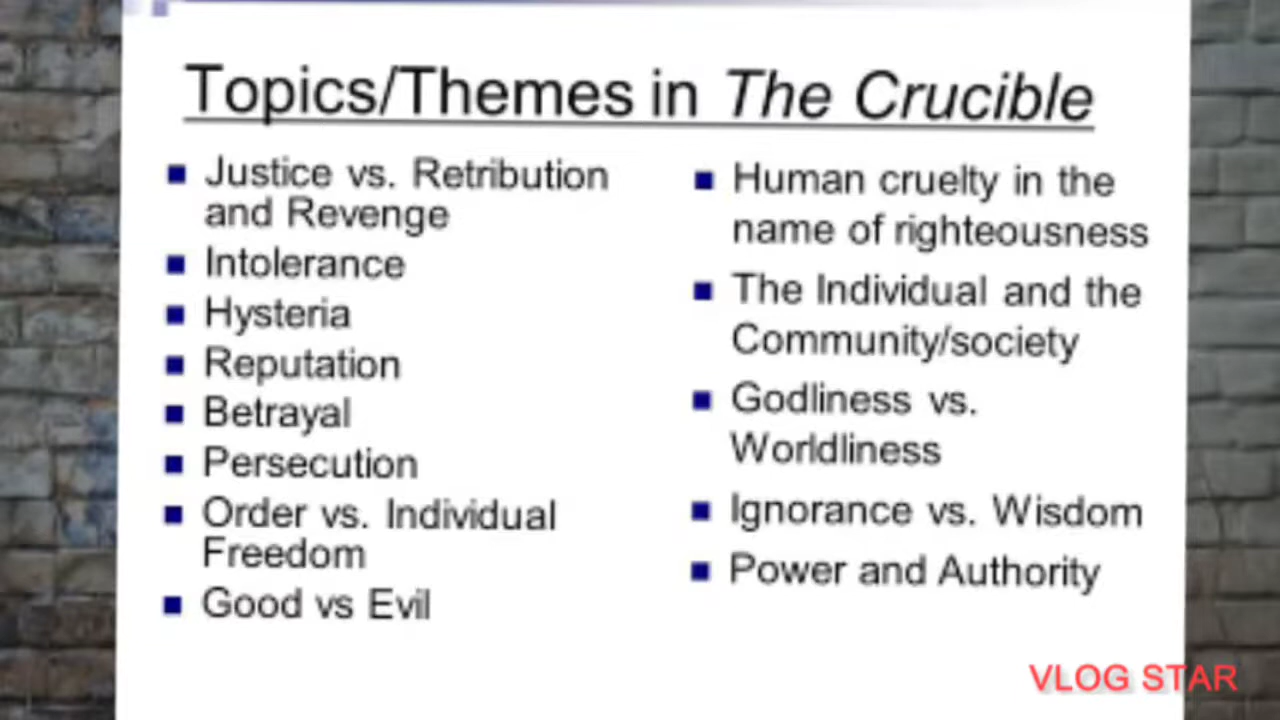 Topics/Themes in The Crucible
Justice vs. Retribution
and Revenge
Intolerance
Hysteria
Reputation
Betrayal
Persecution
Order vs. Individual
Freedom
Good vs Evil
Human cruelty in the
name of righteousness
The Individual and the
Community/society
Godliness vs.
Worldliness
Ignorance vs. Wisdom
Power and Authority
VLOG STAR